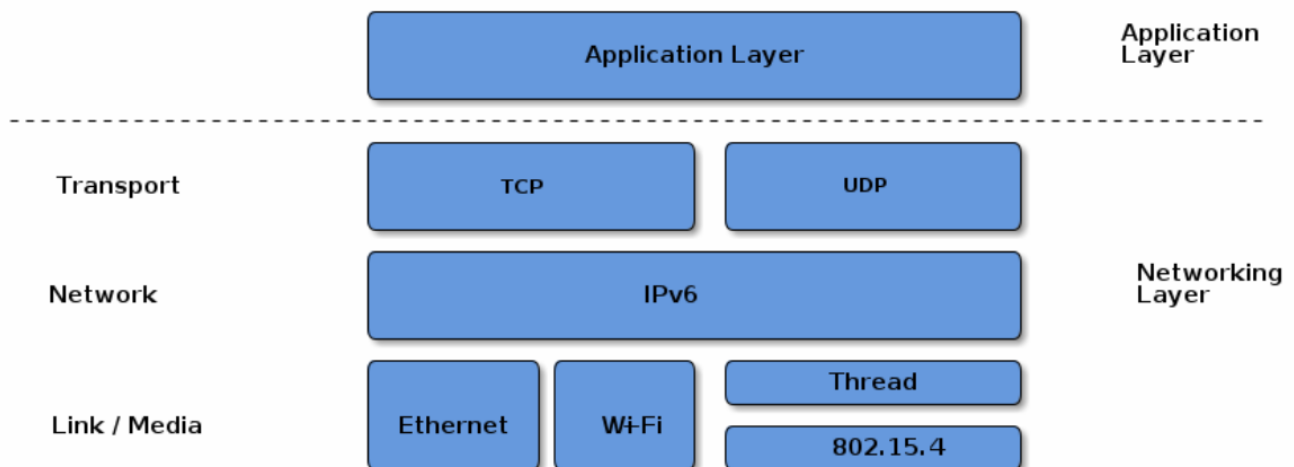 Application Layer
Application
Layer
Transport
TCP
UDP
Network
IPv6
Networking
Layer
Link / Media
Ethernet
Wi-Fi
Thread
802.15.4